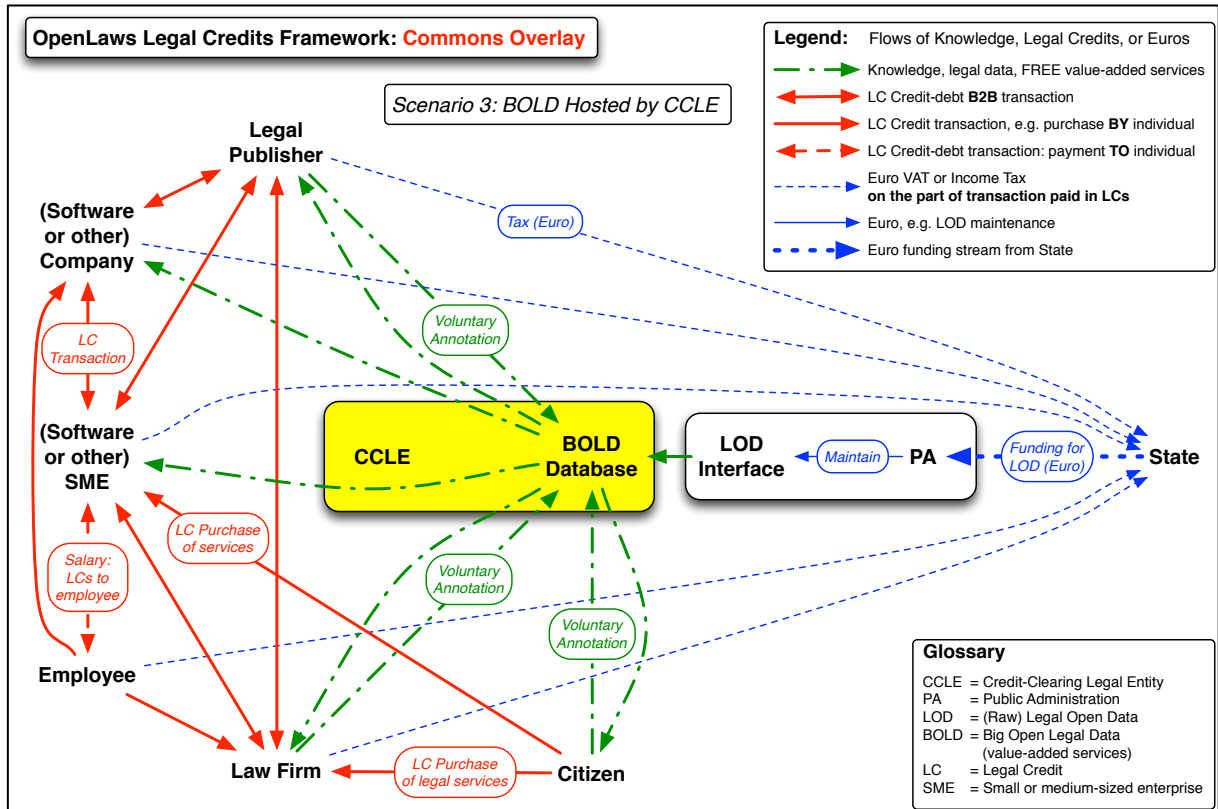 OpenLaws Legal Credits Framework: Commons Overlay
Scenario 3: BOLD Hosted by CCLE
Legend: Flows of Knowledge, Legal Credits, or Euros
Knowledge, legal data, FREE value-added services
LC Credit-debt B2B transaction
LC Credit transaction, e.g. purchase BY individual
LC Credit-debt transaction: payment TO individual
Euro VAT or Income Tax
on the part of transaction paid in LCs
Euro, e.g. LOD maintenance
Euro funding stream from State
Legal
Publisher
(Software
or other)
Company
Tax (Euro)
LC
Transaction
Voluntary
Annotation
(Software
or other)
SME
CCLE
BOLD
Database
LOD
Interface
Maintain
PA
Funding for
LOD (Euro)
State
LC Purchase
of services
Salary:
LCs to
employee
Voluntary
Annotation
Voluntary
Annotation
Employee
Law Firm
LC Purchase
of legal services
Citizen
Glossary
CCLE = Credit-Clearing Legal Entity
PA = Public Administration
LOD = (Raw) Legal Open Data
BOLD = Big Open Legal Data
(value-added services)
LC = Legal Credit
SME = Small or medium-sized enterprise